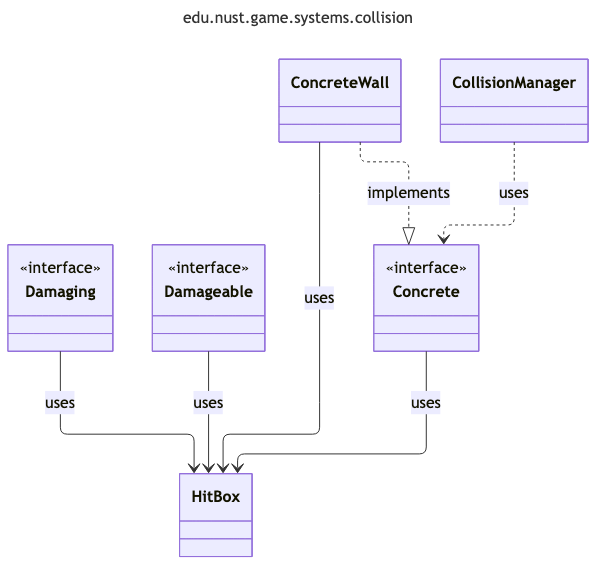 edu.nust.game.systems.collision
ConcreteWall
CollisionManager
implements
uses
«interface»
Damaging
«interface»
Damageable
uses
«interface»
Concrete
uses
uses
uses
HitBox